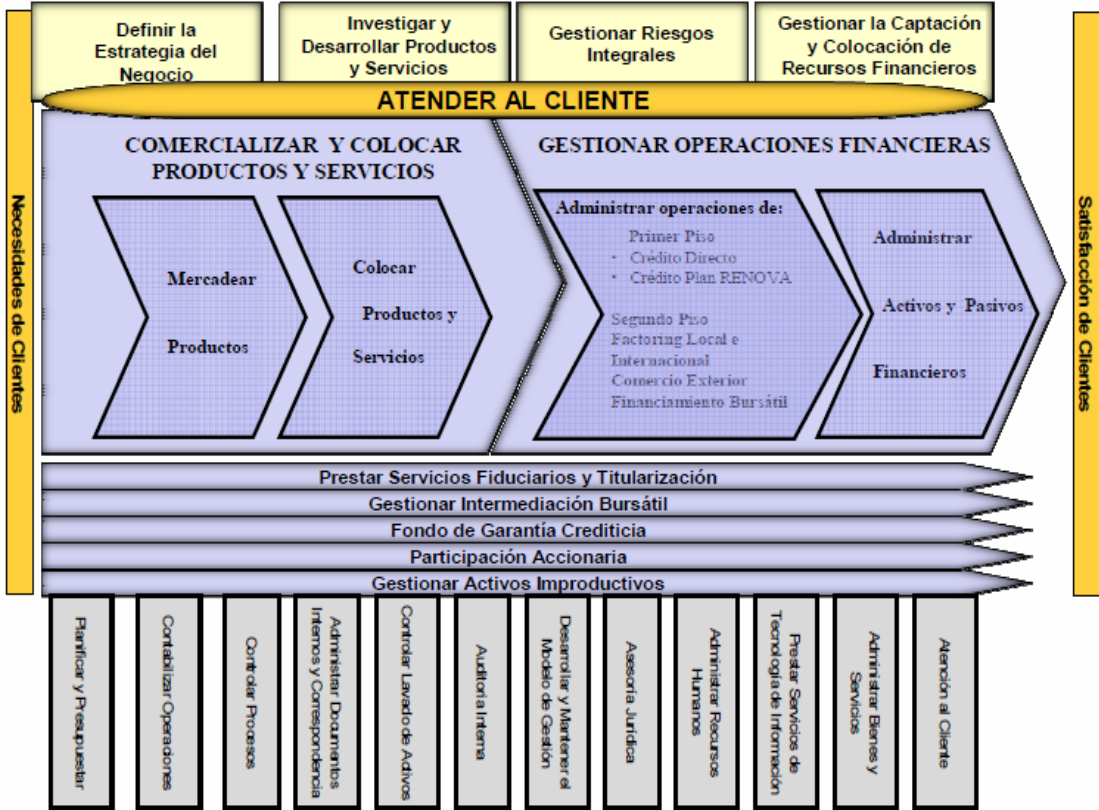 Definir la
Estrategia del
Negocio
Investigar y
Desarrollar Productos
y Servicios
Gestionar Riesgos
Integrales
Gestionar la Captación
y Colocación de
Recursos Financieros
ATENDER AL CLIENTE
Necesidades de Clientes
COMERCIALIZAR Y COLOCAR
PRODUCTOS Y SERVICIOS
Mercadear
Productos
Colocar
Productos y
Servicios
GESTIONAR OPERACIONES FINANCIERAS
Administrar operaciones de:
Primer Piso
• Crédito Directo
• Crédito Plan RENOVA
Segundo Piso
Factoring Local e
Internacional
Comercio Exterior
Financiamiento Bursátil
Administrar
Activos y Pasivos
Financieros
Satisfacción de Clientes
Prestar Servicios Fiduciarios y Titularización
Gestionar Intermediación Bursátil
Fondo de Garantía Crediticia
Participación Accionaria
Gestionar Activos Improductivos
Planificar y Presupuestar
Contabilizar Operaciones
Controlar Procesos
Administrar Documentos
Internos y Correspondencia
Controlar Lavado de Activos
Auditoría Interna
Desarrollar y Mantener el
Modelo de Gestión
Asesoría Jurídica
Administrar Recursos
Humanos
Prestar Servicios de
Tecnología de Información
Administrar Bienes y
Servicios
Atención al Cliente